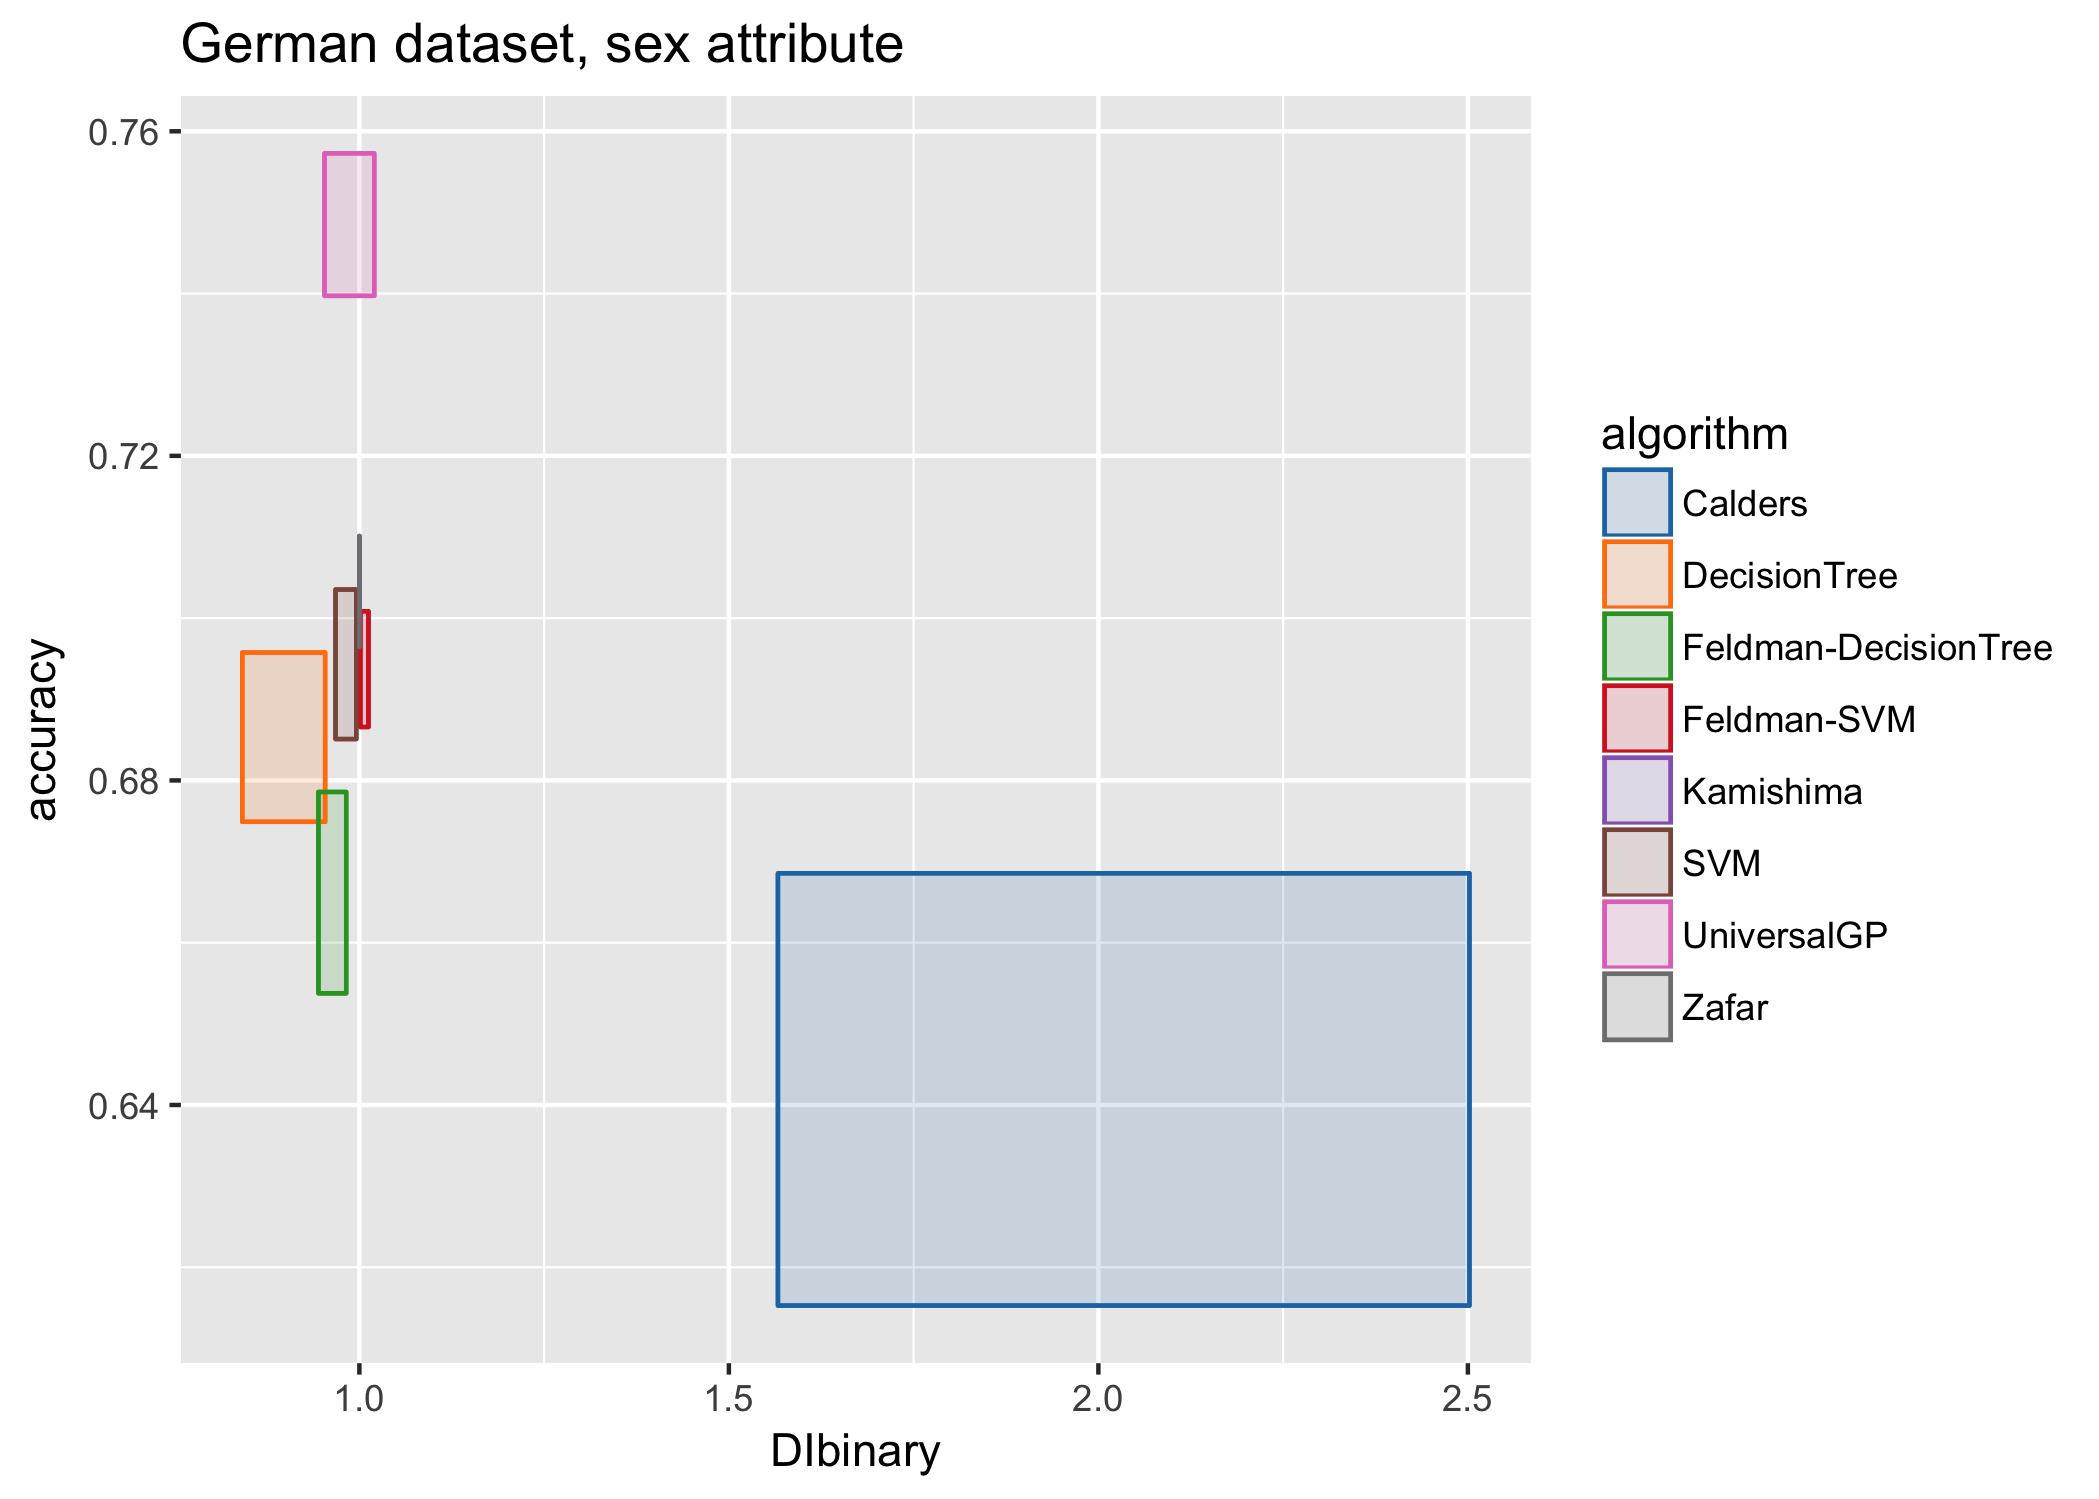 German dataset, sex attribute
0.76
0.72
0.68
0.64
accuracy
1.0 1.5 2.0 2.5
DIbinary
algorithm
Calders
DecisionTree
Feldman-DecisionTree
Feldman-SVM
Kamishima
SVM
UniversalGP
Zafar